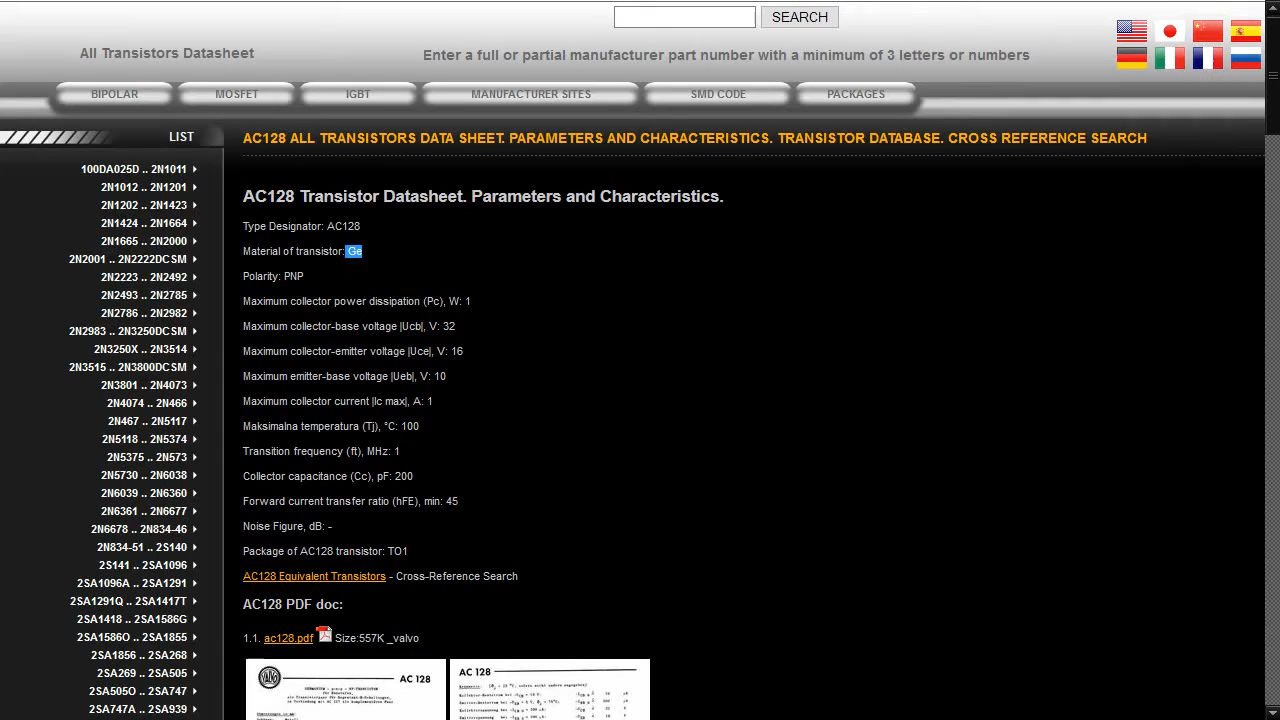 SEARCH
All Transistors Datasheet
Enter a full or partial manufacturer part number with a minimum of 3 letters or numbers
BIPOLAR
MOSFET
IGBT
MANUFACTURER SITES
SMD CODE
PACKAGES
LIST
100DA025D .. 2N1011
2N1012 .. 2N1201
2N1202 .. 2N1423
2N1424 .. 2N1664
2N1665 .. 2N2000
2N2001 .. 2N2222DCSM
2N2223 .. 2N2492
2N2493 .. 2N2785
2N2786 .. 2N2982
2N2983 .. 2N3250DCSM
2N3250X .. 2N3514
2N3515 .. 2N3800DCSM
2N3801 .. 2N4073
2N4074 .. 2N466
2N467 .. 2N5117
2N5118 .. 2N5374
2N5375 .. 2N573
2N5730 .. 2N6038
2N6039 .. 2N6360
2N6361 .. 2N6677
2N6678 .. 2N834-46
2N834-51 .. 2S140
2S141 .. 2SA1096
2SA1096A .. 2SA1291
2SA1291Q .. 2SA1417T
2SA1418 .. 2SA1586G
2SA1586O .. 2SA1855
2SA1856 .. 2SA268
2SA269 .. 2SA505
2SA505O .. 2SA747
2SA747A .. 2SA939
AC128 ALL TRANSISTORS DATA SHEET. PARAMETERS AND CHARACTERISTICS. TRANSISTOR DATABASE. CROSS REFERENCE SEARCH
AC128 Transistor Datasheet. Parameters and Characteristics.
Type Designator: AC128
Material of transistor: Ge
Polarity: PNP
Maximum collector power dissipation (Pc), W: 1
Maximum collector-base voltage |Ucb|, V: 32
Maximum collector-emitter voltage |Uce|, V: 16
Maximum emitter-base voltage |Ueb|, V: 10
Maximum collector current |Ic max|, A: 1
Maksimalna temperatura (Tj), °C: 100
Transition frequency (ft), MHz: 1
Collector capacitance (Cc), pF: 200
Forward current transfer ratio (hFE), min: 45
Noise Figure, dB: -
Package of AC128 transistor: TO1
AC128 Equivalent Transistors - Cross-Reference Search
AC128 PDF doc:
1.1. ac128.pdf Size:557K _valvo
AC 128
AC 128